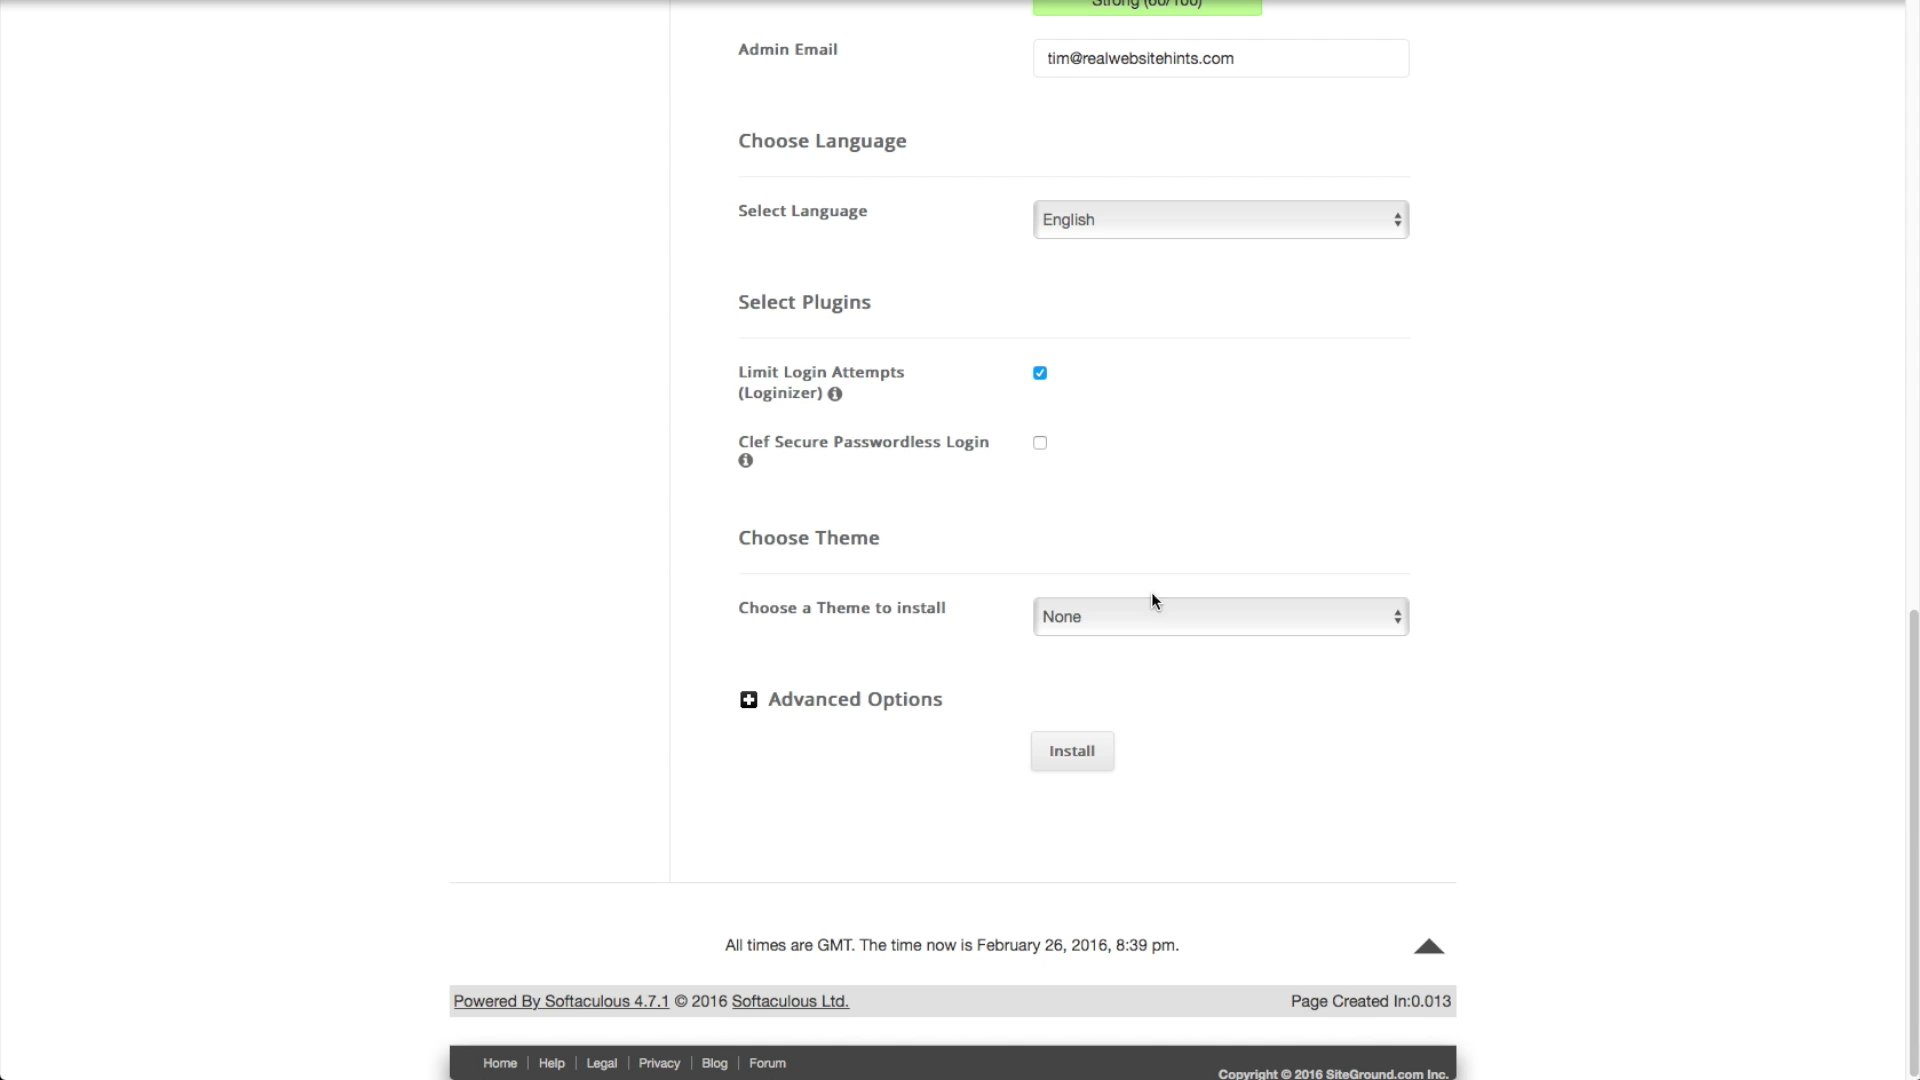 Strong (60/100)
Admin Email
tim@realwebsitehints.com
Choose Language
Select Language
English
Select Plugins
Limit Login Attempts
(Loginizer)
Clef Secure Passwordless Login
Choose Theme
Choose a Theme to install
None
Advanced Options
Install
All times are GMT. The time now is February 26, 2016, 8:39 pm.
Powered By Softaculous 4.7.1 © 2016 Softaculous Ltd.
Page Created In:0.013
Home | Help | Legal | Privacy | Blog | Forum
Copyright © 2016 SiteGround.com Inc.